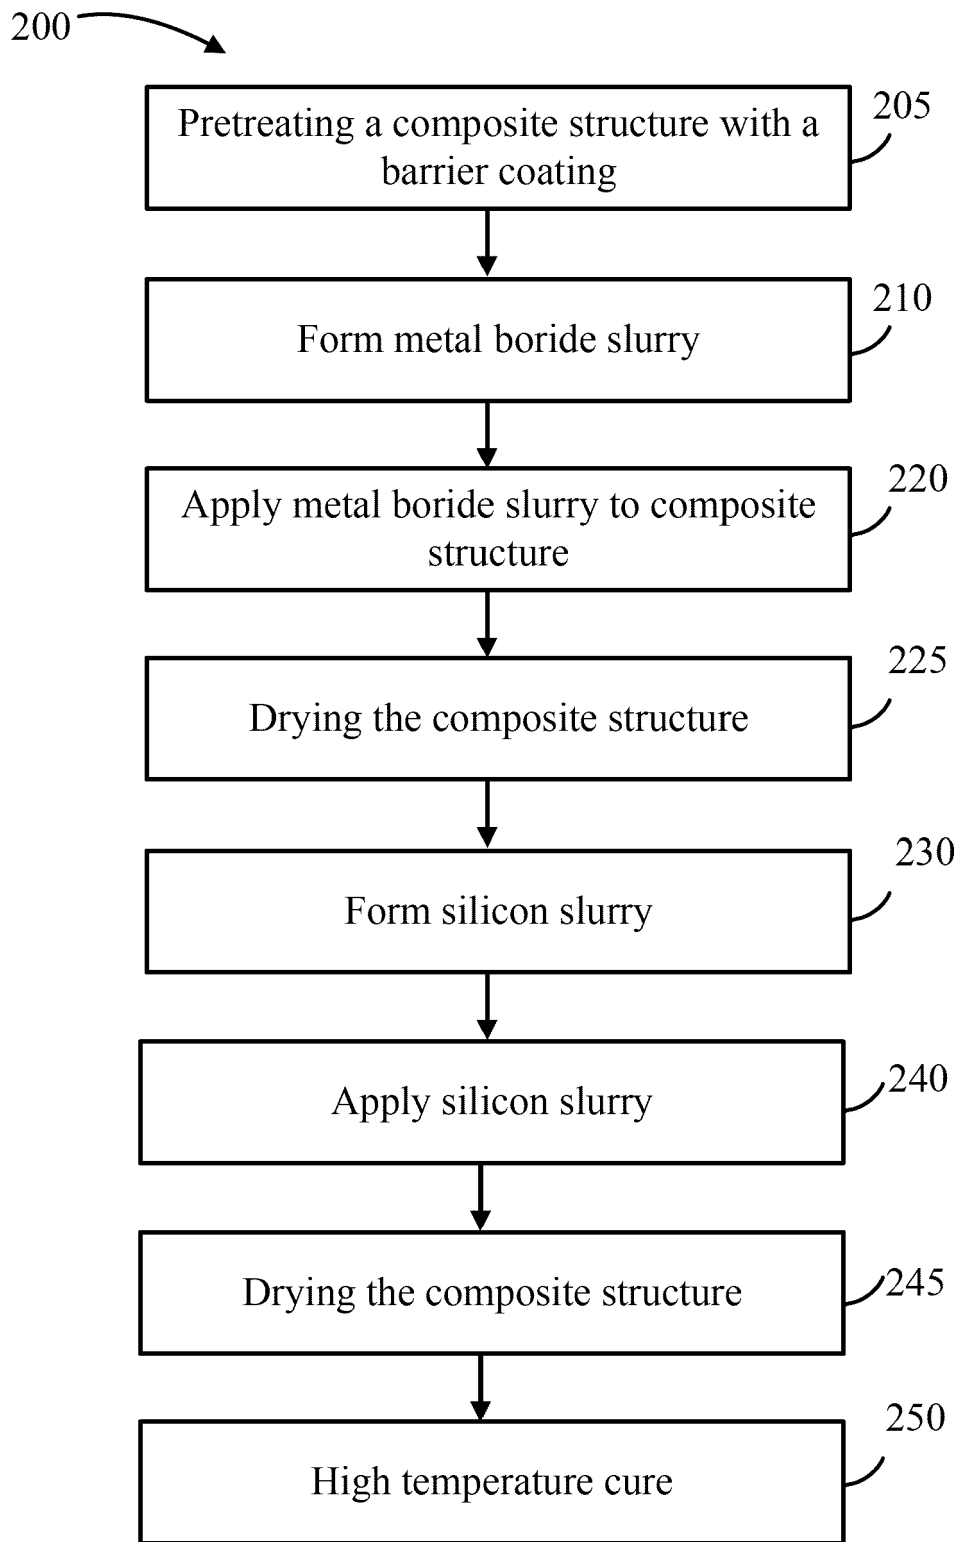 200
205
Pretreating a composite structure with a
barrier coating
210
Form metal boride slurry
220
Apply metal boride slurry to composite
structure
225
Drying the composite structure
230
Form silicon slurry
240
Apply silicon slurry
245
Drying the composite structure
250
High temperature cure